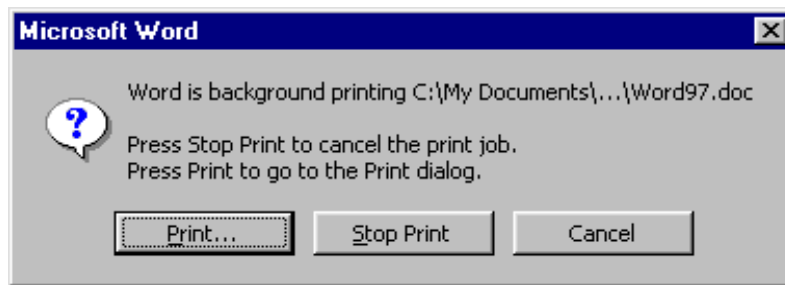 Microsoft Word
Word is background printing C:\My Documents\...\Word97.doc
Press Stop Print to cancel the print job.
Press Print to go to the Print dialog.
Print... Stop Print Cancel